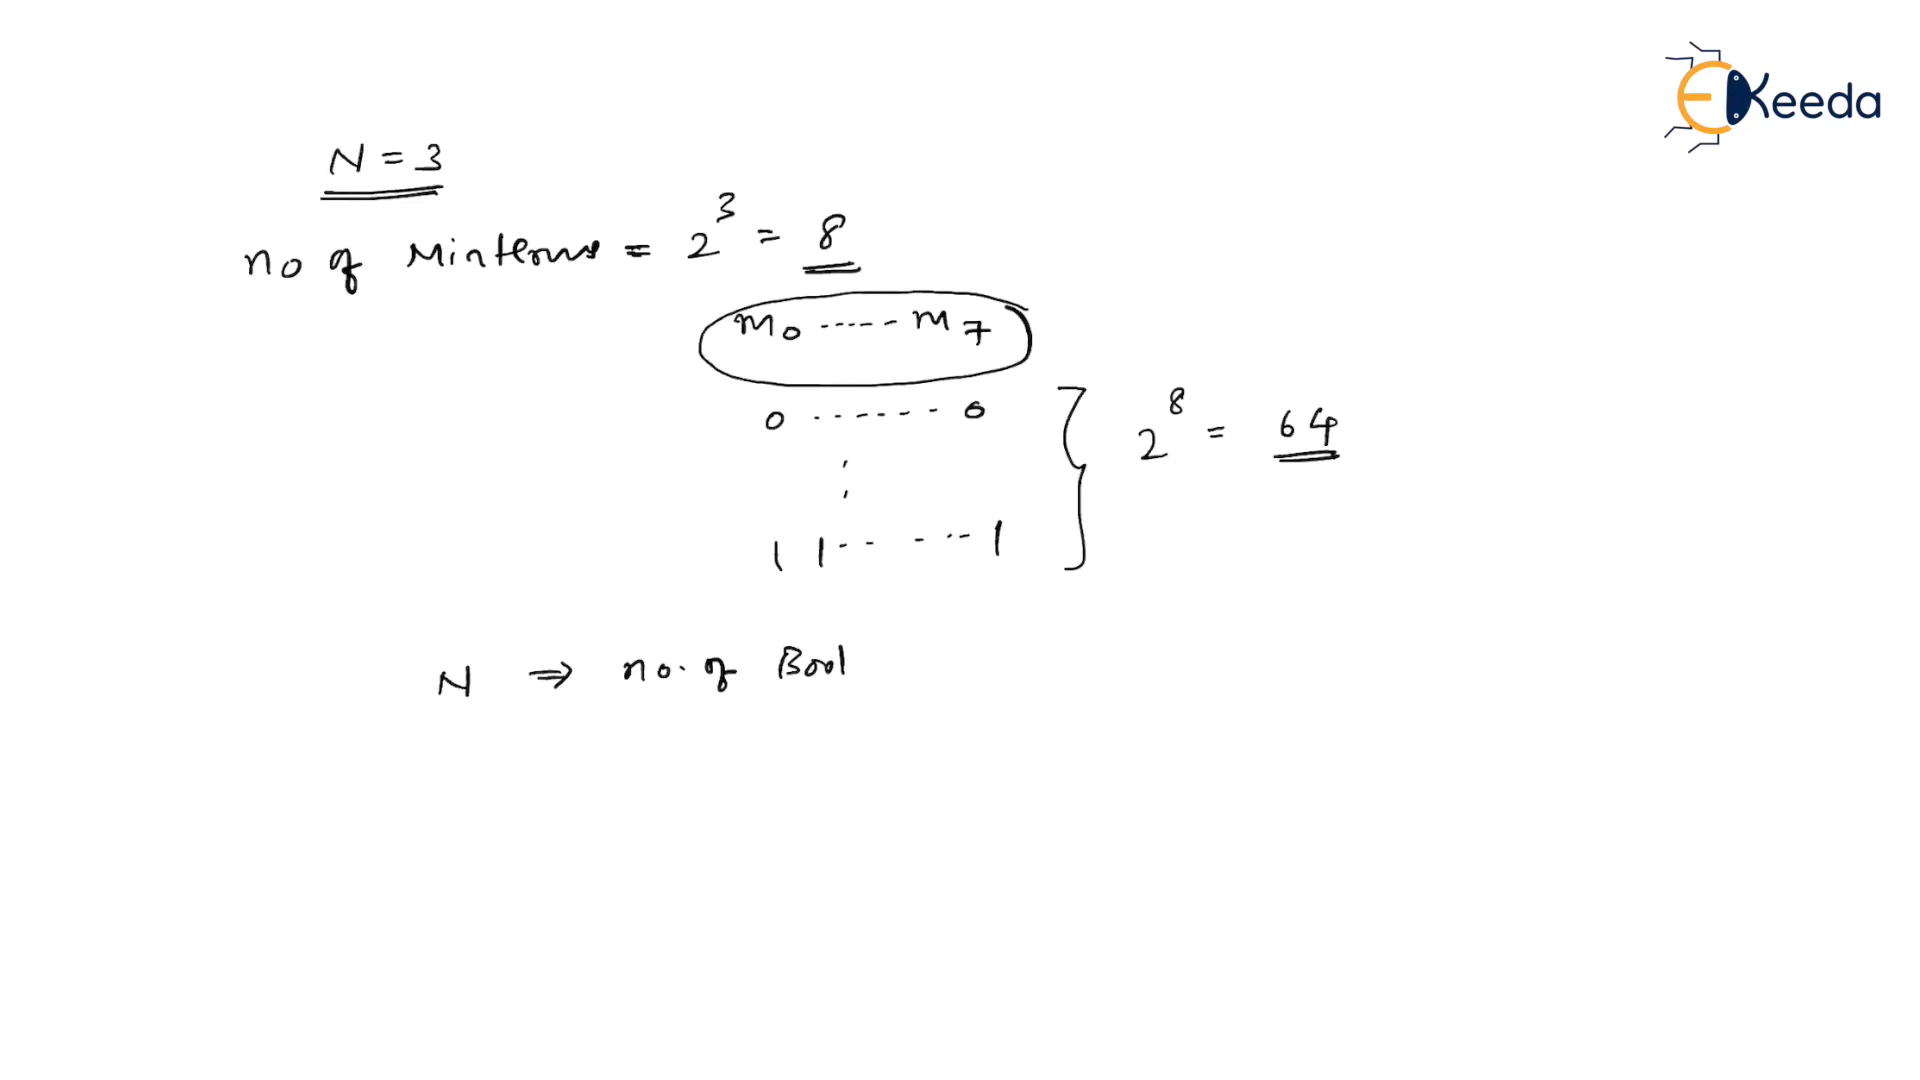 EKeeda
N = 3
no of Minterms = 2^3 = 8
m0 ------ m7
0 ------- 0
1 1 -- --- 1
2^8 = 64
N ⇒ no. of Bool